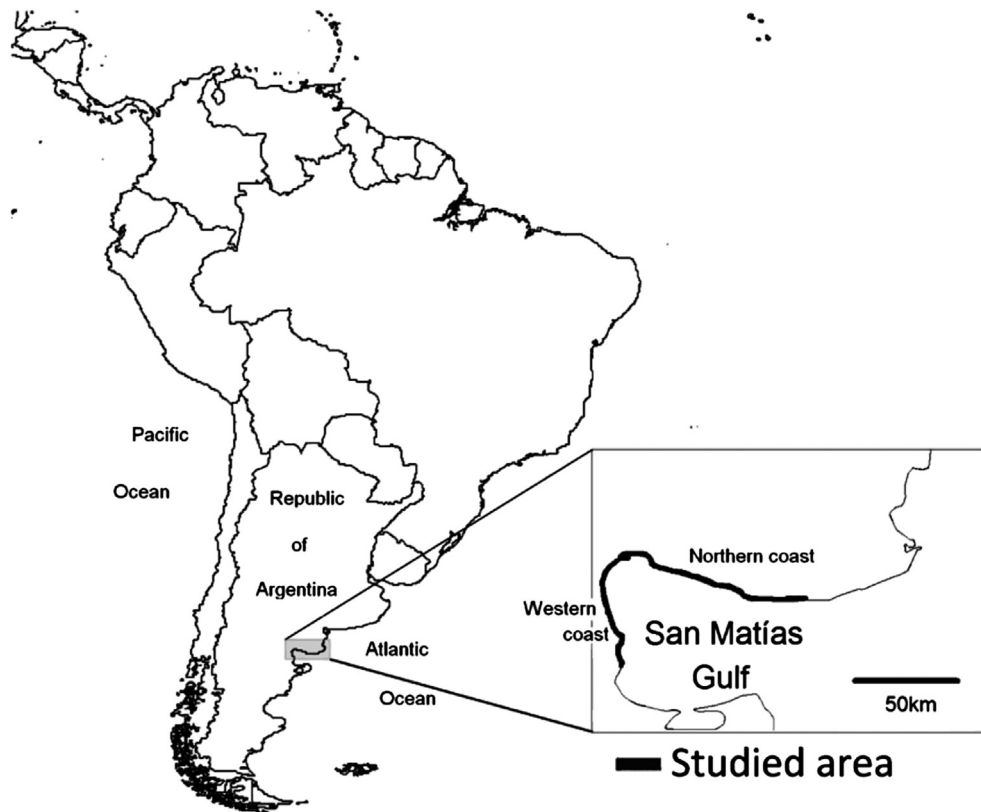 Pacific
Ocean
Republic
of
Argentina
Atlantic
Ocean
Northern coast
Western
coast
San Matías
Gulf
50km
Studied area